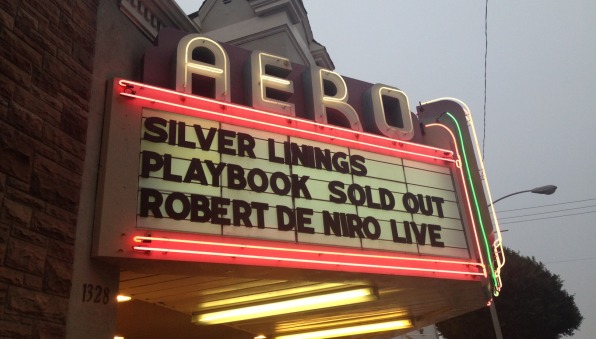 AERO
SILVER LININGS
PLAYBOOK SOLD OUT
ROBERT DE NIRO LIVE
1328